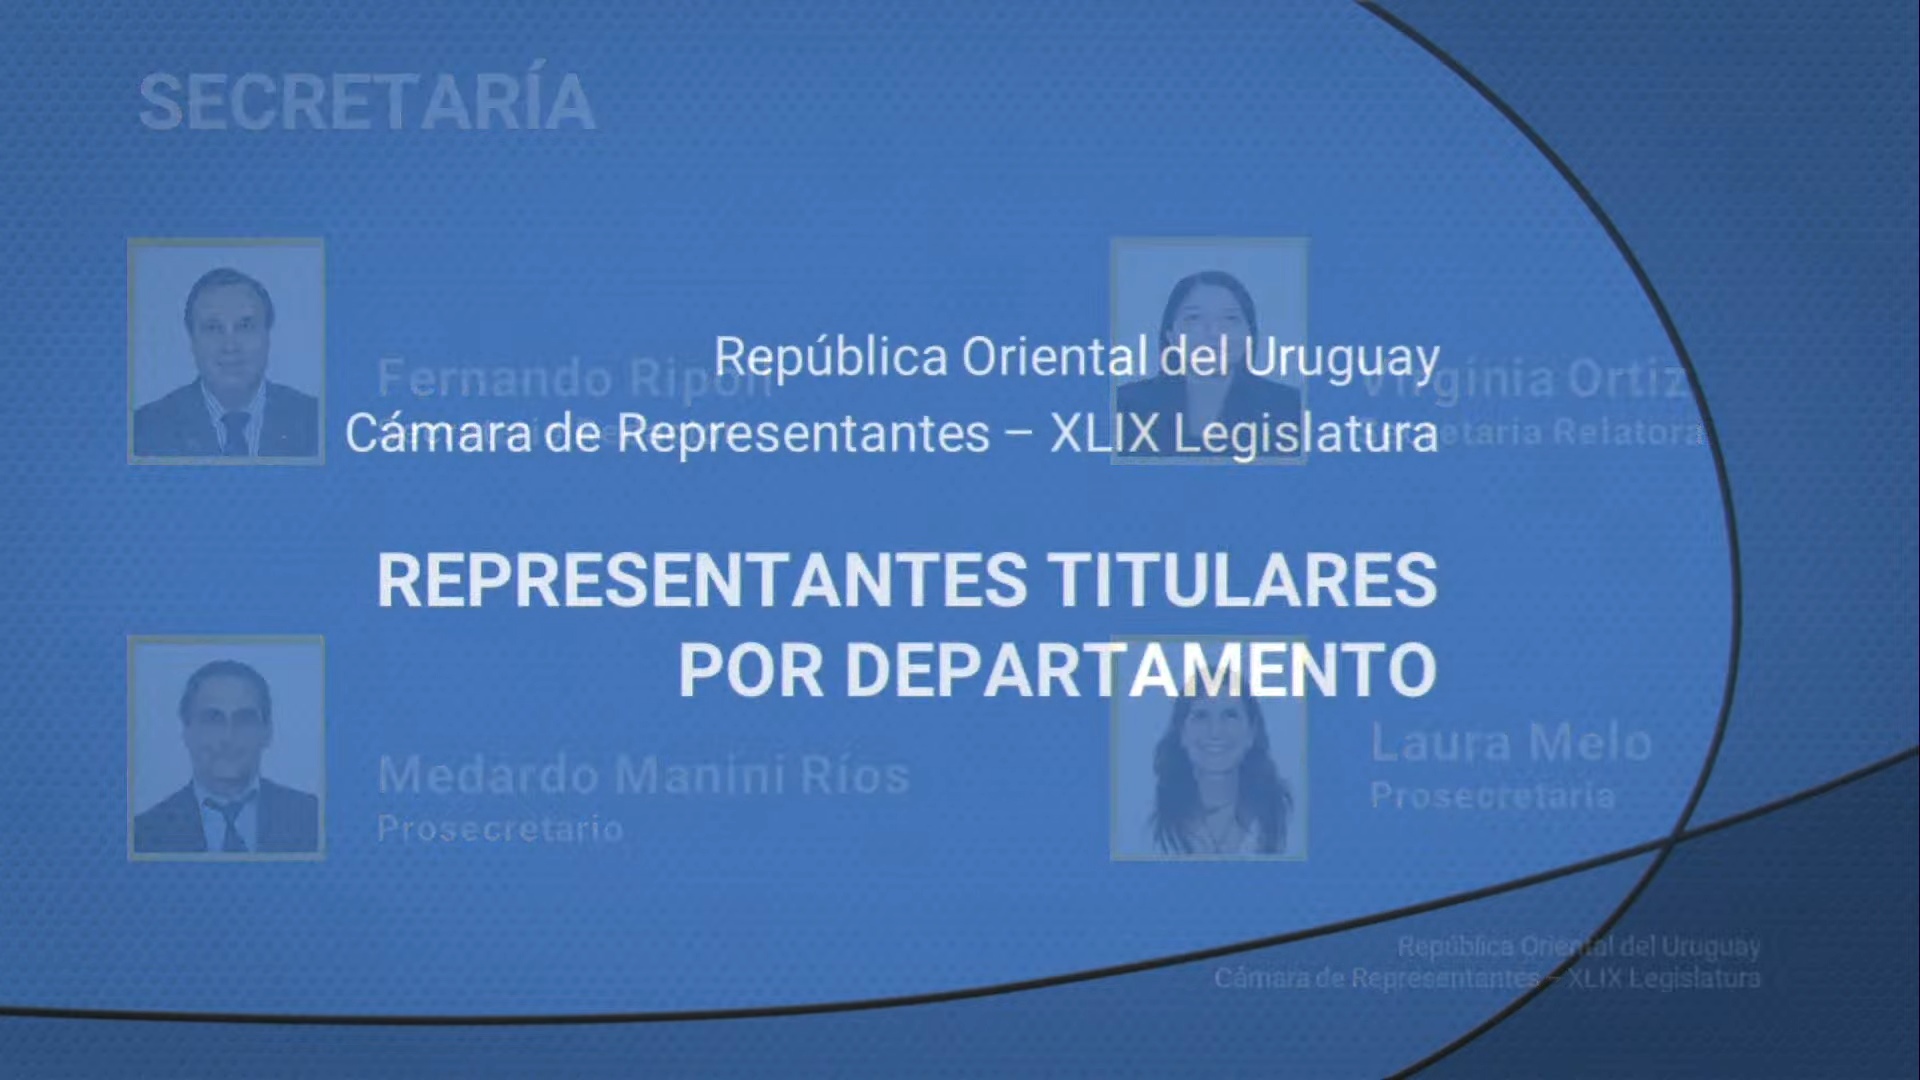 SECRETARÍA
República Oriental del Uruguay
Fernando Ripoll
Virginia Ortiz
Cámara de Representantes – XLIX Legislatura
Secretaria Relatora
REPRESENTANTES TITULARES
POR DEPARTAMENTO
Medardo Manini Ríos
Prosecretario
Laura Melo
Prosecretaria
República Oriental del Uruguay
Cámara de Representantes – XLIX Legislatura